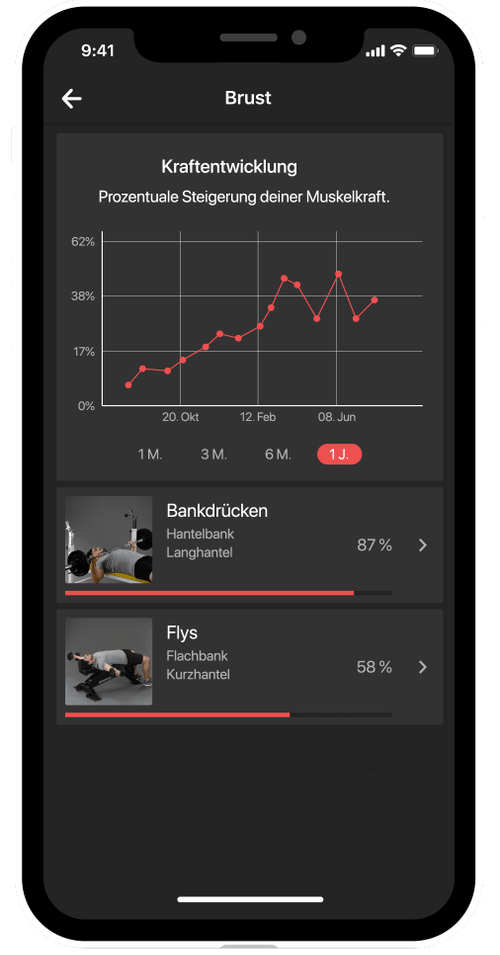 9:41
Brust
Kraftentwicklung
Prozentuale Steigerung deiner Muskelkraft.
62%
38%
17%
0%
20. Okt
12. Feb
08. Jun
1 M.
3 M.
6 M.
1 J.
Bankdrücken
Hantelbank
Langhantel
87 %
Flys
Flachbank
Kurzhantel
58 %